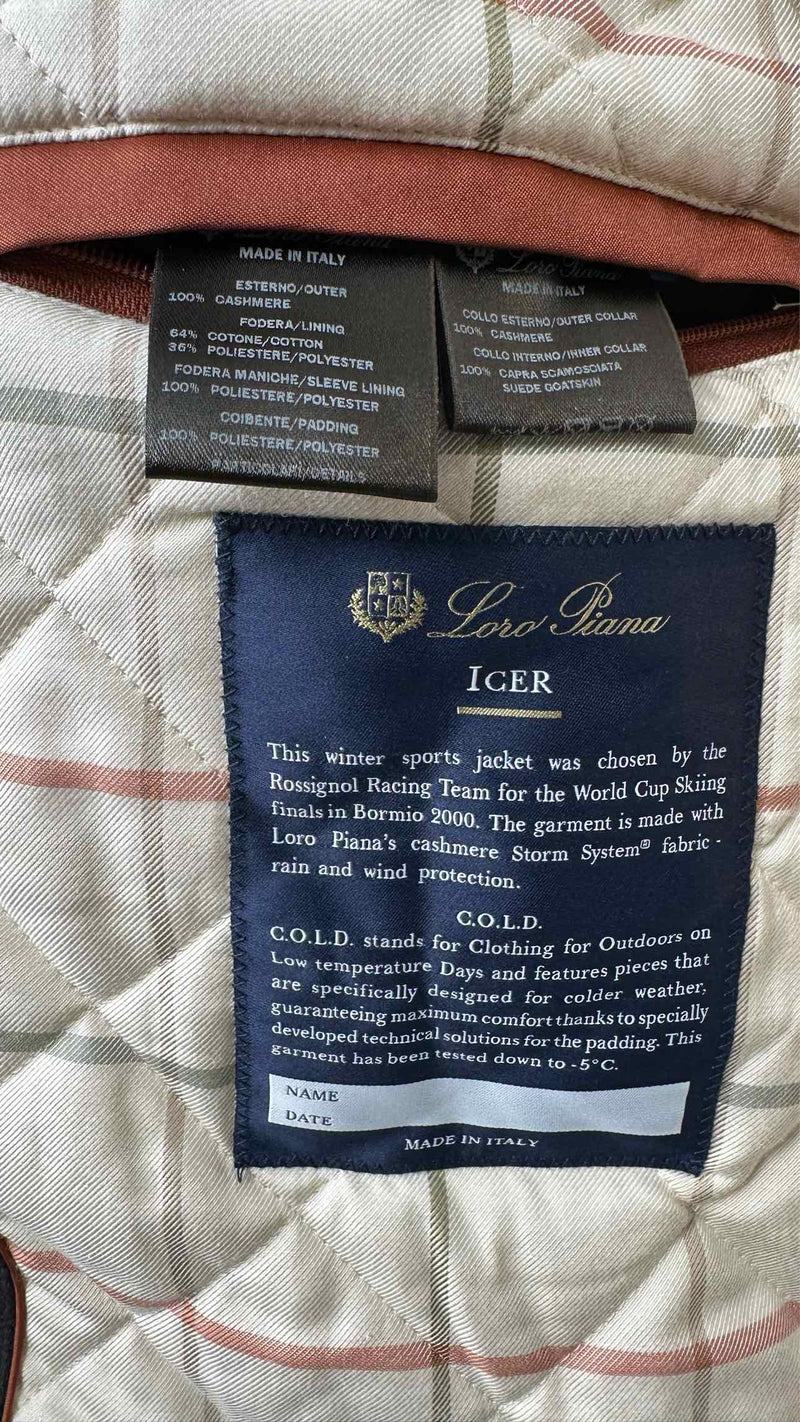 MADE IN ITALY
ESTERNO/OUTER
100% CASHMERE
FODERA/LINING
64% COTONE/COTTON
36% POLIESTERE/POLYESTER
FODERA MANICHE/SLEEVE LINING
100% POLIESTERE/POLYESTER
COIBENTE/PADDING
100% POLIESTERE/POLYESTER
PARTICOLARI/DETAILS
Loro Piana
MADE IN ITALY
COLLO ESTERNO/OUTER COLLAR
100% CASHMERE
COLLO INTERNO/INNER COLLAR
100% CAPRA SCAMOSCIATA
SUEDE GOATSKIN
Loro Piana
ICER
This winter sports jacket was chosen by the
Rossignol Racing Team for the World Cup Skiing
finals in Bormio 2000. The garment is made with
Loro Piana's cashmere Storm System® fabric -
rain and wind protection.
C.O.L.D.
C.O.L.D. stands for Clothing for Outdoors on
Low temperature Days and features pieces that
are specifically designed for colder weather,
guaranteeing maximum comfort thanks to specially
developed technical solutions for the padding. This
garment has been tested down to -5°C.
NAME
DATE
MADE IN ITALY